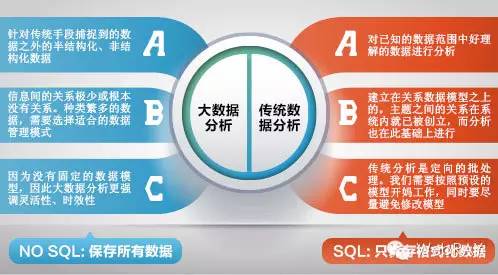 针对传统手段捕捉到的数
据之外的半结构化、非结
构化数据
A
信息间的关系极少或根本
没有关系。种类繁多的数
据，需要选择适合的数据
管理模式
B
因为没有固定的数据模
型，因此大数据分析更强
调灵活性、时效性
C
大数据
分析
传统数
据分析
A
对已知的数据范围中好理
解的数据进行分析
B
建立在关系数据模型之上
的。主题之间的关系在系
统内就已被创立，而分析
也在此基础上进行
C
传统分析是定向的批处
理。我们需要按照预设的
模型开始工作，同时要尽
量避免修改模型
NO SQL: 保存所有数据
SQL: 只
格式化数据